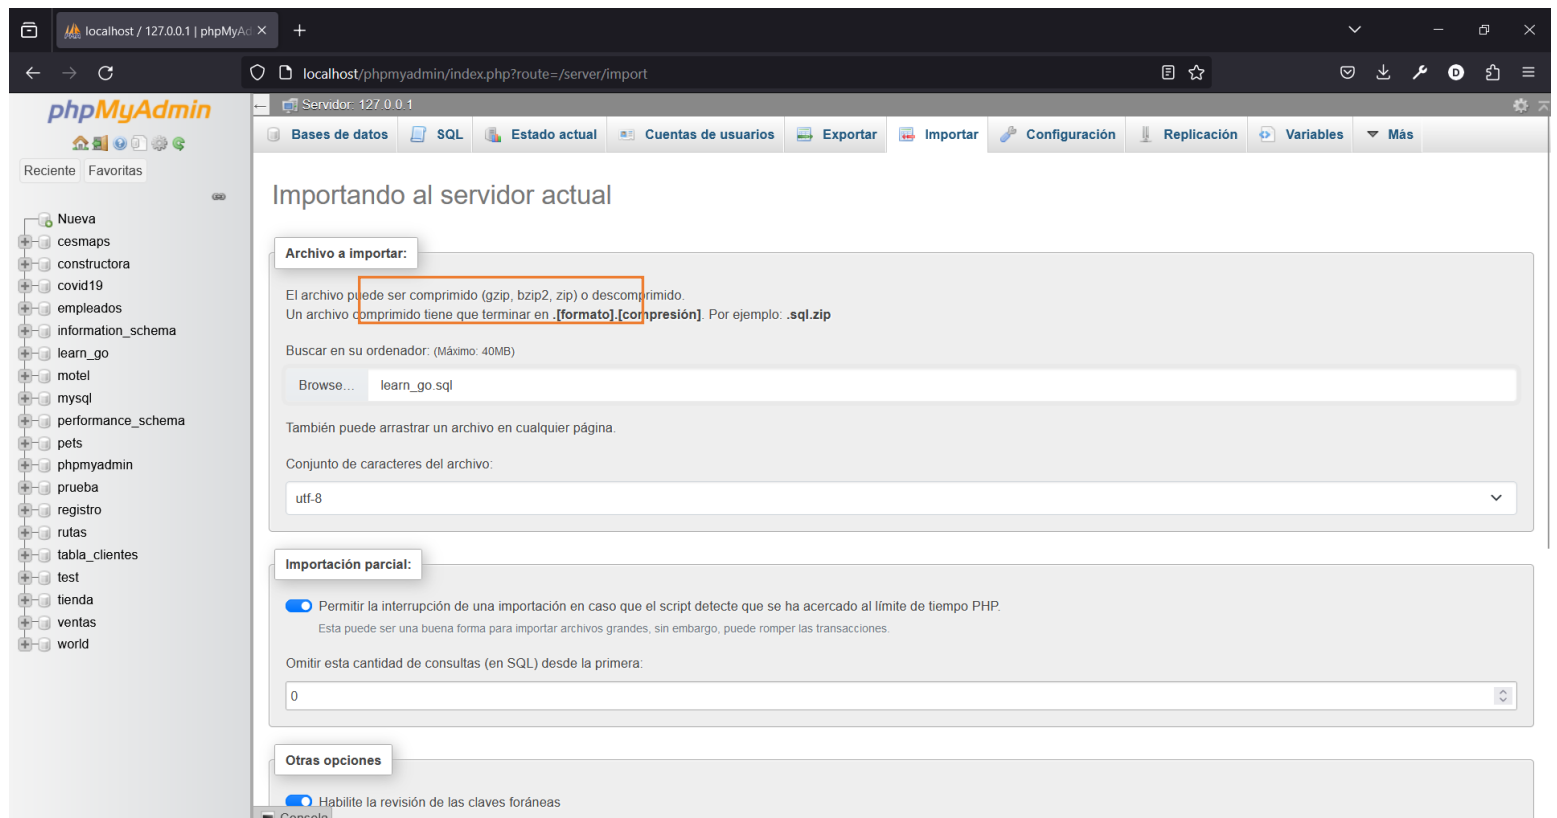 localhost / 127.0.0.1 | phpMyAd
localhost/phpmyadmin/index.php?route=/server/import
phpMyAdmin
Reciente Favoritas
Nueva
cesmaps
constructora
covid19
empleados
information_schema
learn_go
motel
mysql
performance_schema
pets
phpmyadmin
prueba
registro
rutas
tabla_clientes
test
tienda
ventas
world
Servidor: 127.0.0.1
Bases de datos SQL Estado actual Cuentas de usuarios Exportar Importar Configuración Replicación Variables Más
Importando al servidor actual
Archivo a importar:
El archivo puede ser comprimido (gzip, bzip2, zip) o descomprimido.
Un archivo comprimido tiene que terminar en .[formato].[compresión]. Por ejemplo: .sql.zip
Buscar en su ordenador: (Máximo: 40MB)
Browse... learn_go.sql
También puede arrastrar un archivo en cualquier página.
Conjunto de caracteres del archivo:
utf-8
Importación parcial:
Permitir la interrupción de una importación en caso que el script detecte que se ha acercado al límite de tiempo PHP.
Esta puede ser una buena forma para importar archivos grandes, sin embargo, puede romper las transacciones.
Omitir esta cantidad de consultas (en SQL) desde la primera:
0
Otras opciones
Habilite la revisión de las claves foráneas
Consola